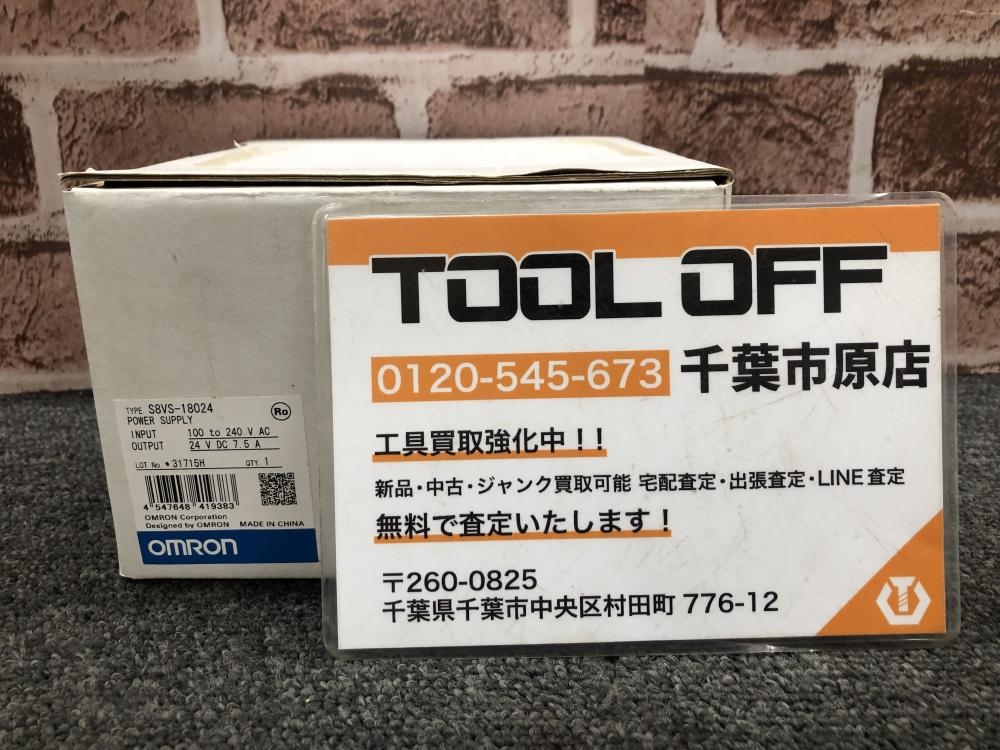 TYPE S8VS-18024
POWER SUPPLY
Ro
INPUT 100 to 240 V AC
OUTPUT 24 V DC 7.5 A
LOT No. *31715H QTY 1
4 547648 419383
OMRON Corporation
Designed by OMRON MADE IN CHINA
OMRON
TOOL OFF
0120-545-673 千葉市原店
工具買取強化中！！
新品・中古・ジャンク買取可能 宅配査定・出張査定・LINE査定
無料で査定いたします！
〒260-0825
千葉県千葉市中央区村田町 776-12